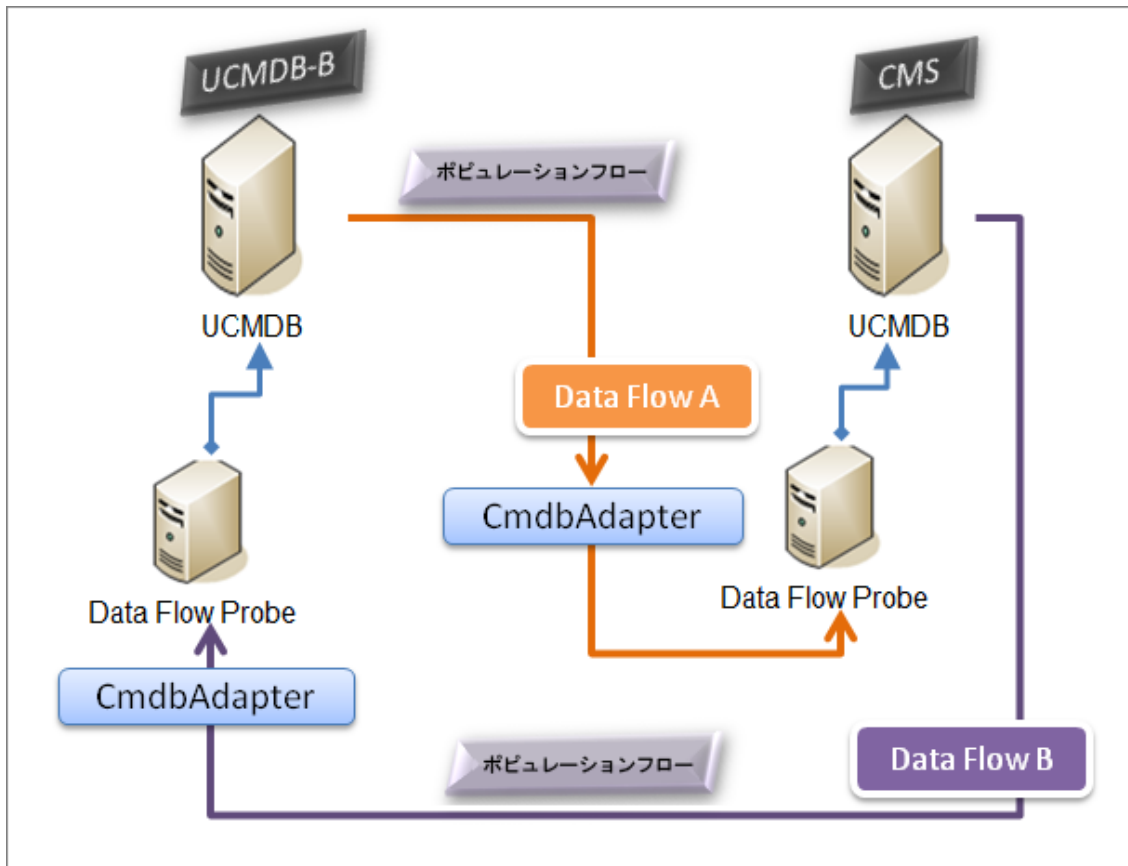 UCMDB-B
CMS
ポピュレーションフロー
UCMDB
UCMDB
Data Flow A
CmdbAdapter
Data Flow Probe
Data Flow Probe
CmdbAdapter
ポピュレーションフロー
Data Flow B